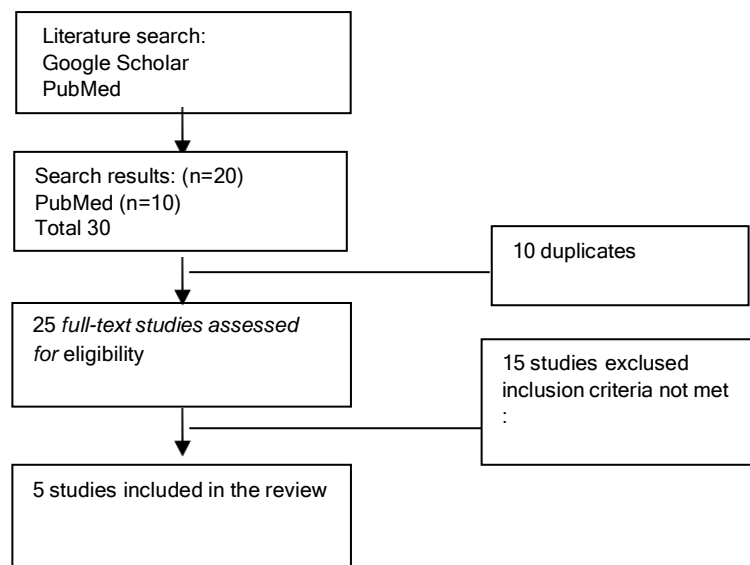 Literature search:
Google Scholar
PubMed
Search results: (n=20)
PubMed (n=10)
Total 30
10 duplicates
25 full-text studies assessed
for eligibility
15 studies exclused
inclusion criteria not met
:
5 studies included in the review